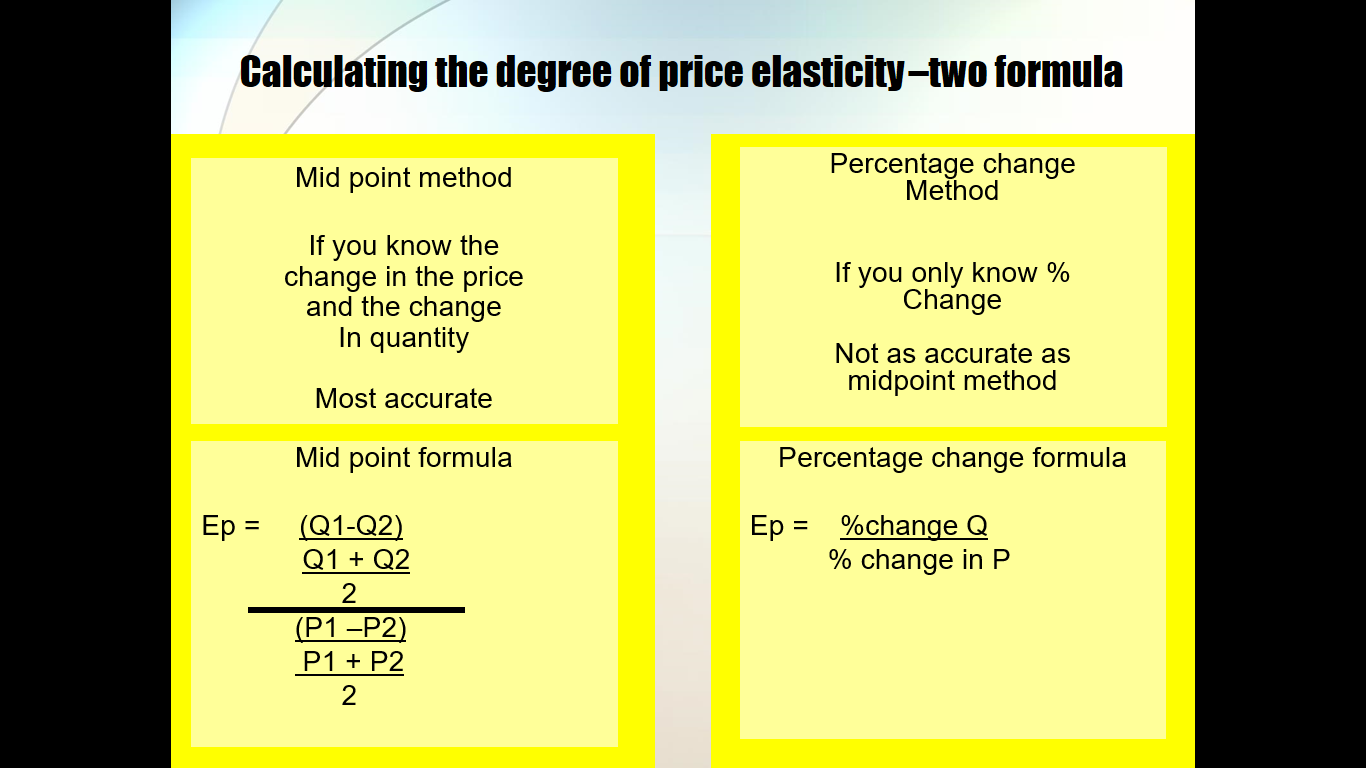 Calculating the degree of price elasticity –two formula
Mid point method
If you know the
change in the price
and the change
In quantity
Most accurate
Percentage change
Method
If you only know %
Change
Not as accurate as
midpoint method
Mid point formula
Ep = (Q1-Q2)
Q1 + Q2
2
(P1 –P2)
P1 + P2
2
Percentage change formula
Ep = %change Q
% change in P